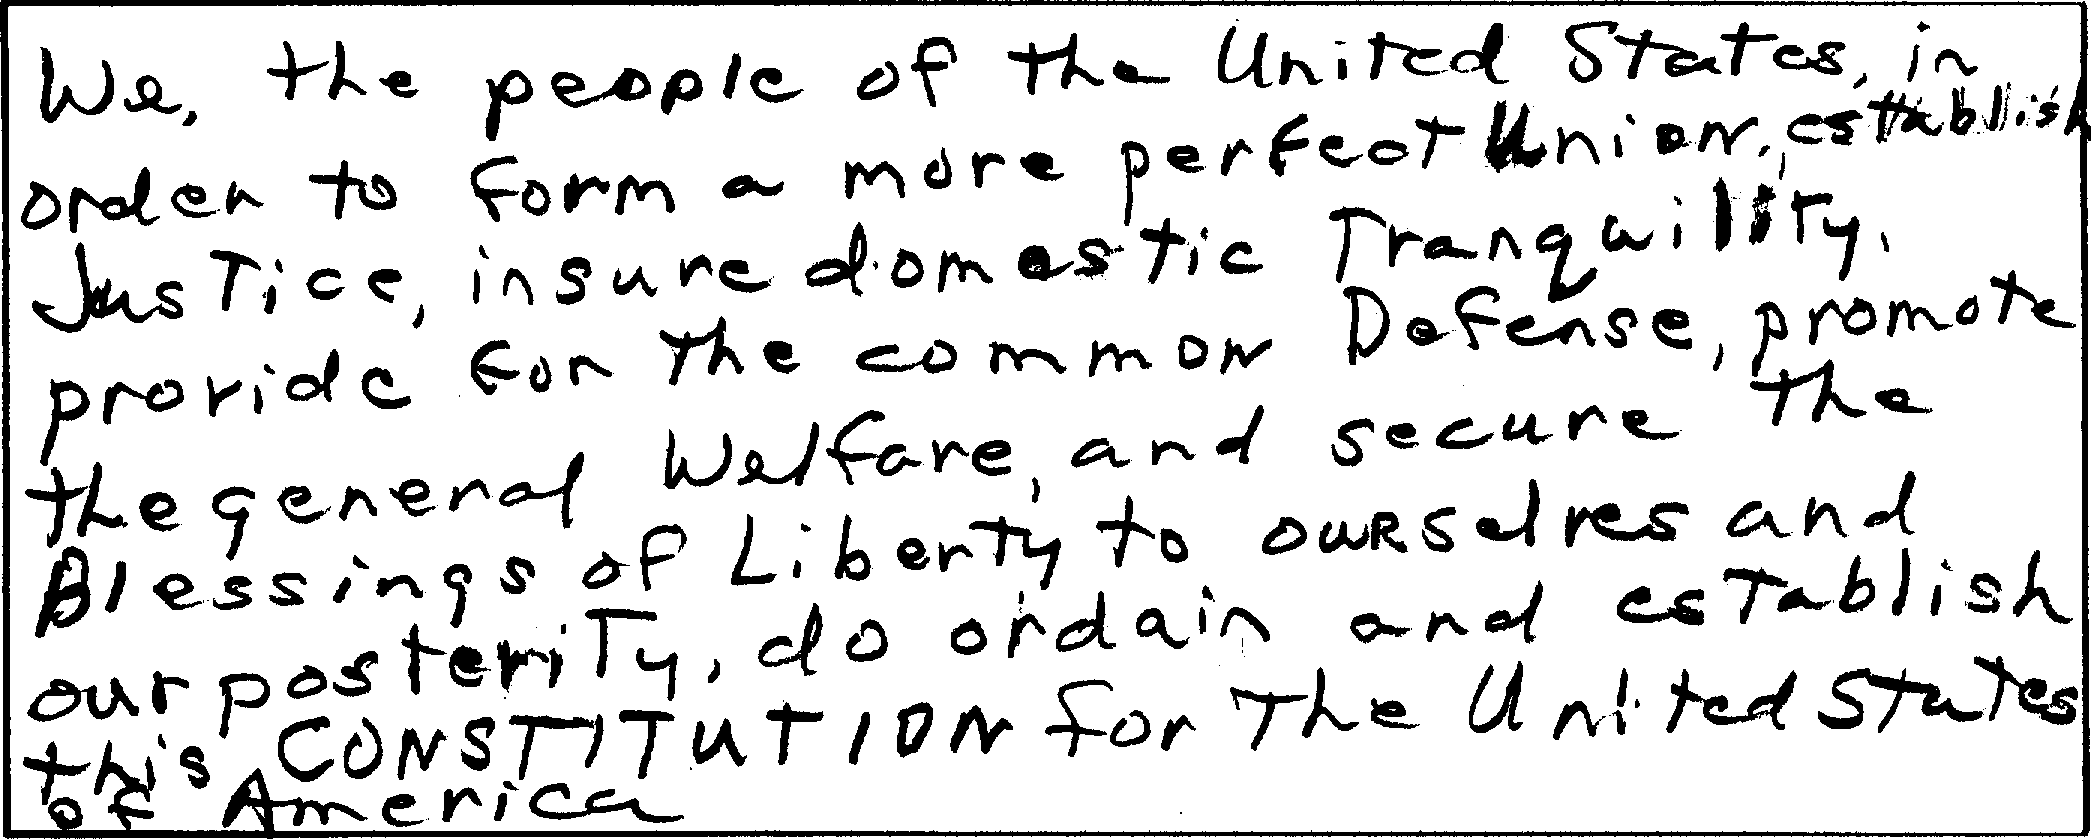 We, the people of the United States, in
order to form a more perfect Union, establish
Justice, insure domestic Tranquility,
provide for the common Defense, promote
the general Welfare, and secure the
Blessings of Liberty to ourselves and
our posterity, do ordain and establish
this CONSTITUTION for the United States
of America